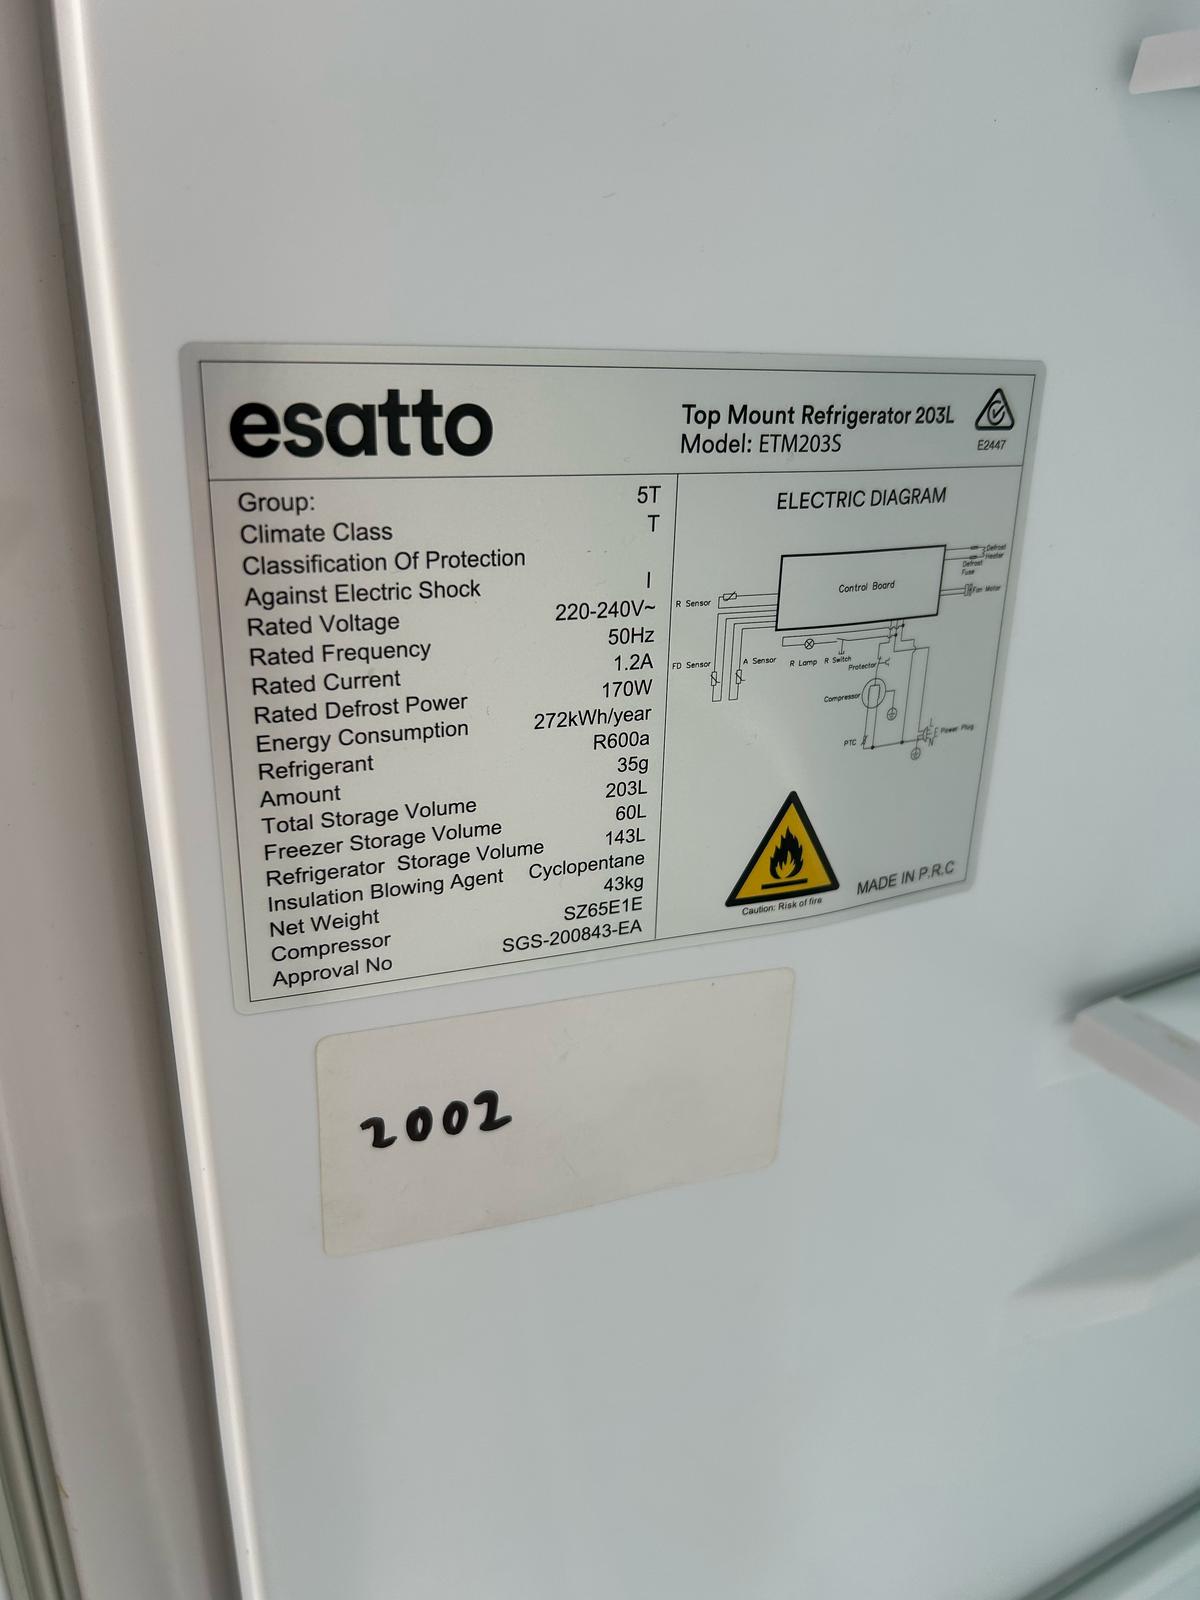 esatto
Top Mount Refrigerator 203L
Model: ETM203S
E2447
Group: 5T
Climate Class T
Classification Of Protection
Against Electric Shock I
Rated Voltage 220-240V~
Rated Frequency 50Hz
Rated Current 1.2A
Rated Defrost Power 170W
Energy Consumption 272kWh/year
Refrigerant R600a
Amount 35g
Total Storage Volume 203L
Freezer Storage Volume 60L
Refrigerator Storage Volume 143L
Insulation Blowing Agent Cyclopentane
Net Weight 43kg
Compressor SZ65E1E
Approval No SGS-200843-EA
ELECTRIC DIAGRAM
Defrost
Heater
Defrost
Fuse
Control Board
Fan Motor
R Sensor
FD Sensor
A Sensor
R Lamp
R Switch
Protector
Compressor
PTC
L
E
N
Power Plug
Caution: Risk of fire
MADE IN P.R.C
2002